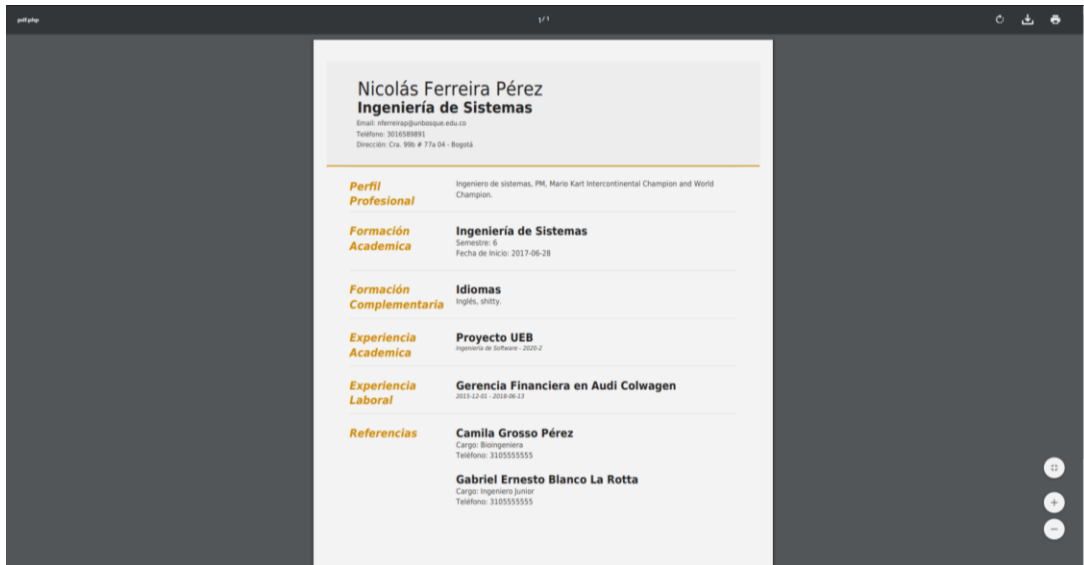 pdf.php
1/1
Nicolás Ferreira Pérez
Ingeniería de Sistemas
Email: nferreirap@unbosque.edu.co
Teléfono: 3016589891
Dirección: Cra. 99b # 77a 04 - Bogotá
Perfil
Profesional
Ingeniero de sistemas, PM, Mario Kart Intercontinental Champion and World
Champion.
Formación
Academica
Ingeniería de Sistemas
Semestre: 6
Fecha de Inicio: 2017-06-28
Formación
Complementaria
Idiomas
Inglés, shitty.
Experiencia
Academica
Proyecto UEB
Ingeniería de Software - 2020-2
Experiencia
Laboral
Gerencia Financiera en Audi Colwagen
2015-12-01 - 2018-06-13
Referencias
Camila Grosso Pérez
Cargo: Bioingeniera
Teléfono: 3105555555
Gabriel Ernesto Blanco La Rotta
Cargo: Ingeniero Junior
Teléfono: 3105555555